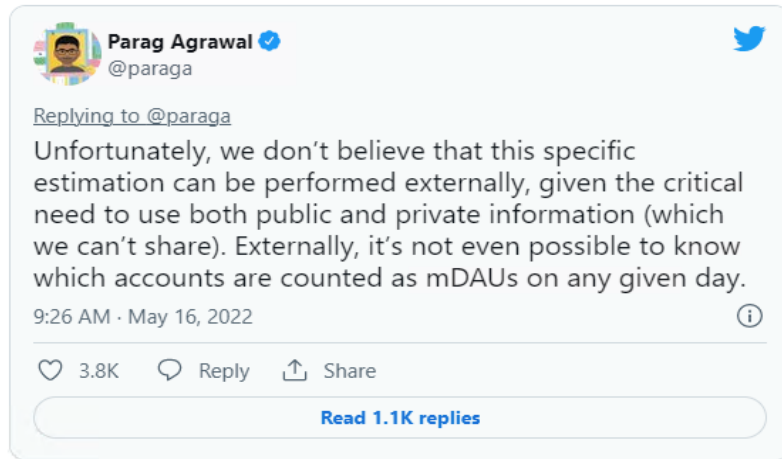 Parag Agrawal
@paraga
Replying to @paraga
Unfortunately, we don’t believe that this specific
estimation can be performed externally, given the critical
need to use both public and private information (which
we can’t share). Externally, it’s not even possible to know
which accounts are counted as mDAUs on any given day.
9:26 AM · May 16, 2022
3.8K Reply Share
Read 1.1K replies